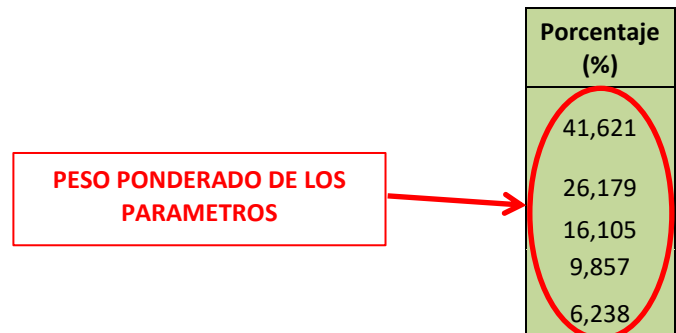 Porcentaje
(%)
41,621
PESO PONDERADO DE LOS
PARAMETROS
26,179
16,105
9,857
6,238